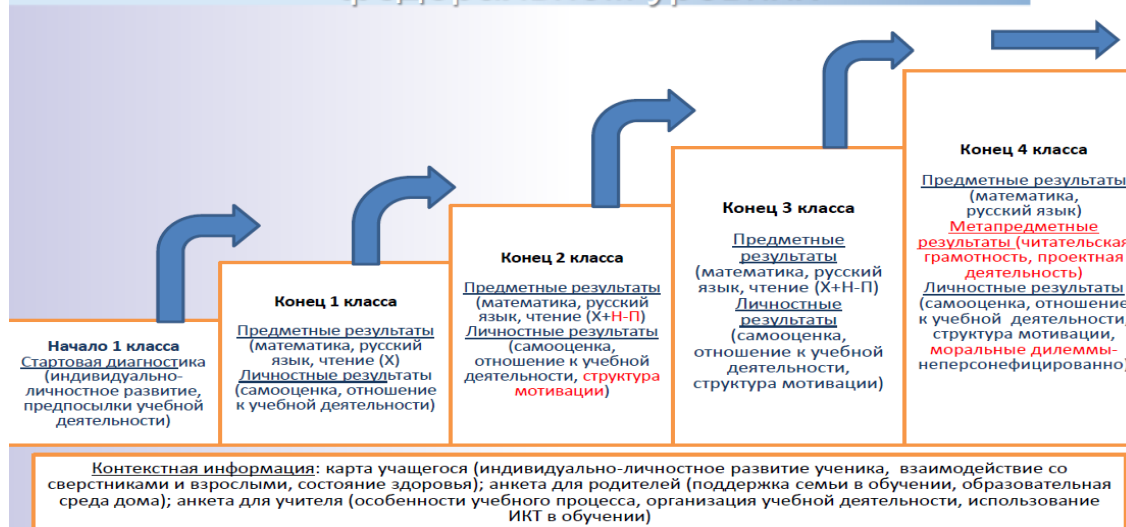 Начало 1 класса
Стартовая диагностика
(индивидуально-
личностное развитие,
предпосылки учебной
деятельности)
Конец 1 класса
Предметные результаты
(математика, русский
язык, чтение (Х)
Личностные результаты
(самооценка, отношение
к учебной деятельности)
Конец 2 класса
Предметные результаты
(математика, русский
язык, чтение (Х+Н-П)
Личностные результаты
(самооценка,
отношение к учебной
деятельности, структура
мотивации)
Конец 3 класса
Предметные
результаты
(математика, русский
язык, чтение (Х+Н-П)
Личностные
результаты
(самооценка,
отношение к учебной
деятельности,
структура мотивации)
Конец 4 класса
Предметные результаты
(математика,
русский язык)
Метапредметные
результаты (читательская
грамотность, проектная
деятельность)
Личностные результаты
(самооценка, отношение
к учебной деятельности,
структура мотивации,
моральные дилеммы-
неперсонефицированно)
Контекстная информация: карта учащегося (индивидуально-личностное развитие ученика, взаимодействие со
сверстниками и взрослыми, состояние здоровья); анкета для родителей (поддержка семьи в обучении, образовательная
среда дома); анкета для учителя (особенности учебного процесса, организация учебной деятельности, использование
ИКТ в обучении)